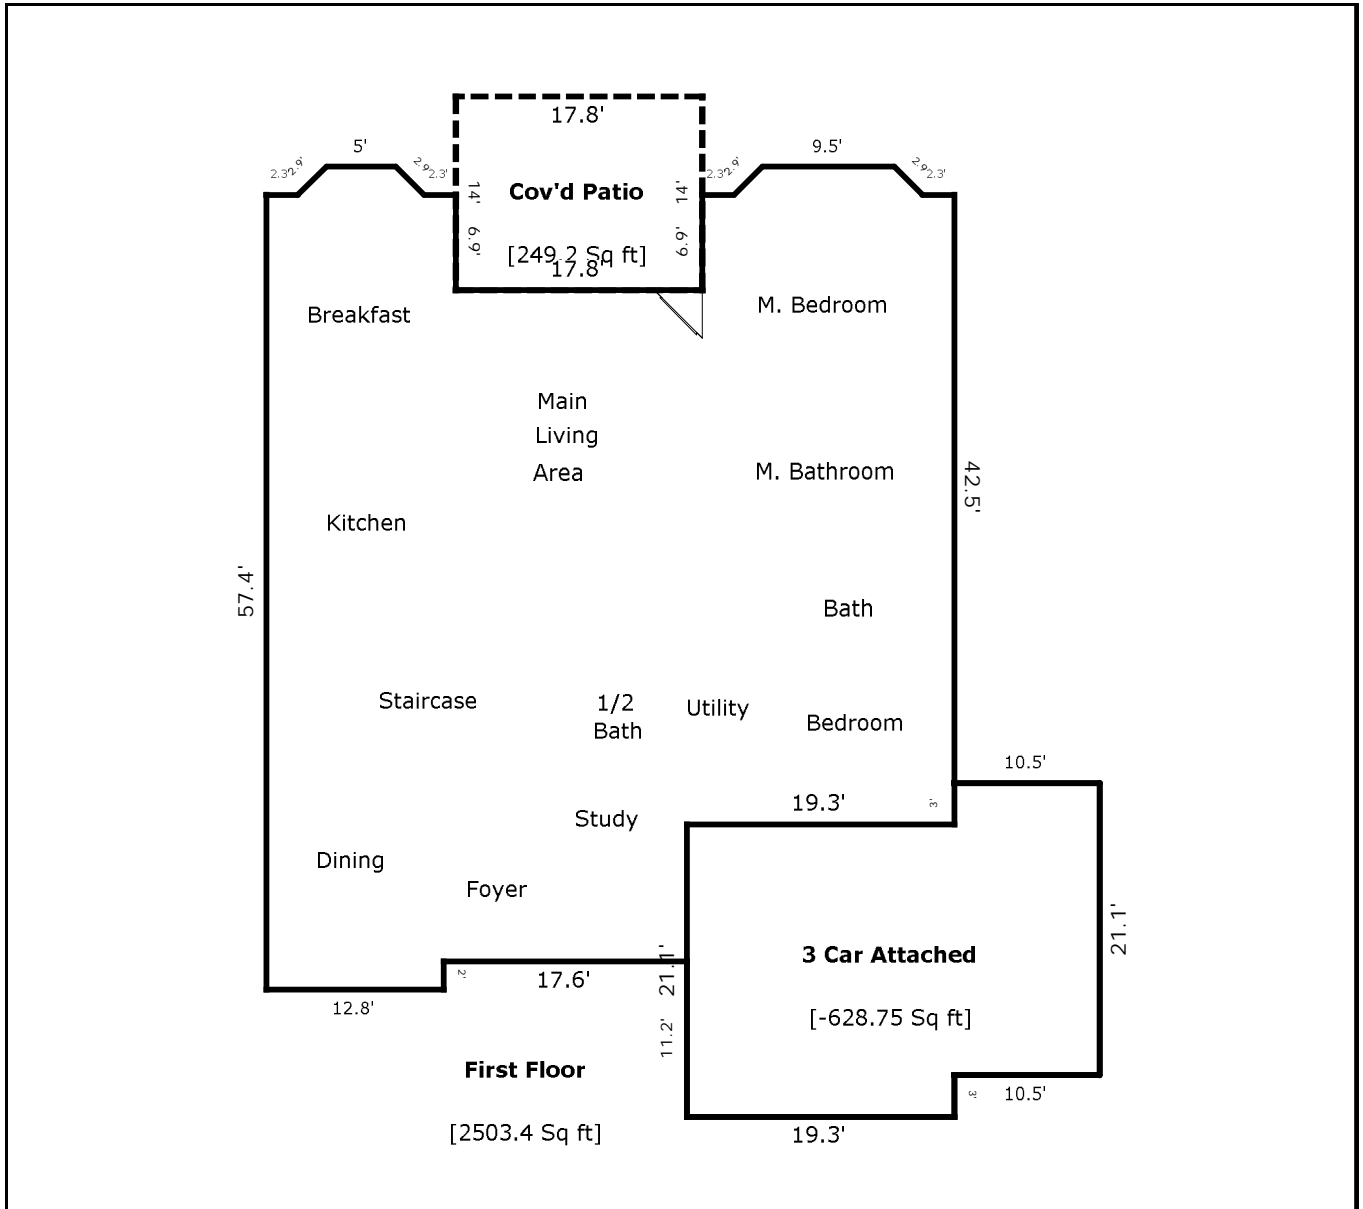 17.8'
5'
9.5'
2.3'
2.9'
2.9'
2.3'
2.3'
2.9'
2.9'
2.3'
14'
Cov'd Patio
14'
6.9'
6.9'
[249.2 Sq ft]
17.8'
Breakfast
M. Bedroom
Main
Living
Area
M. Bathroom
42.5'
Kitchen
57.4'
Bath
Staircase
1/2
Bath
Utility
Bedroom
10.5'
19.3'
3'
Study
Dining
Foyer
21.1'
21.1'
3 Car Attached
2'
17.6'
12.8'
[-628.75 Sq ft]
11.2'
First Floor
3'
10.5'
[2503.4 Sq ft]
19.3'